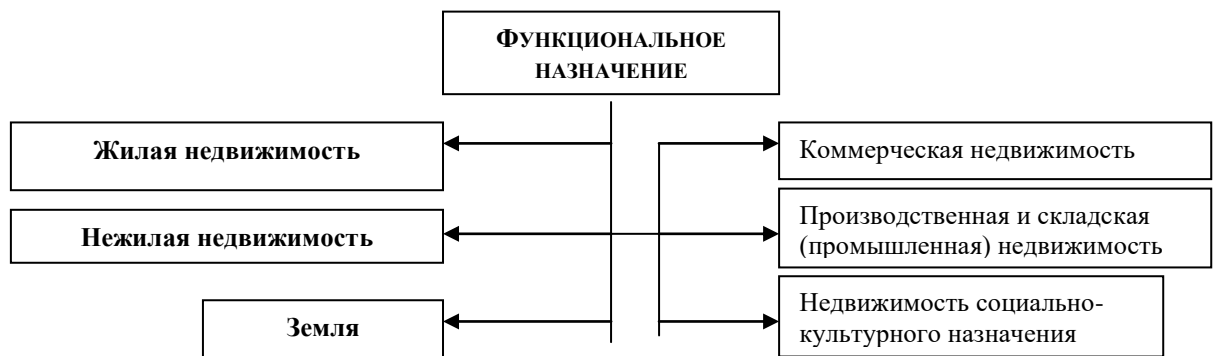 ФУНКЦИОНАЛЬНОЕ
НАЗНАЧЕНИЕ
Жилая недвижимость
Коммерческая недвижимость
Нежилая недвижимость
Производственная и складская
(промышленная) недвижимость
Земля
Недвижимость социально-
культурного назначения